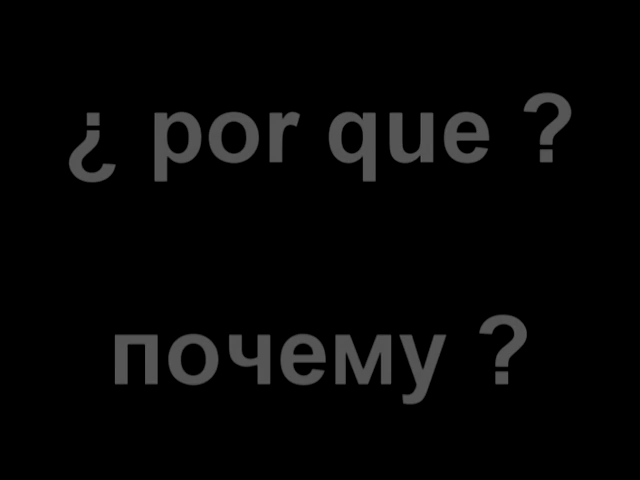 ¿ por que ?
почему ?